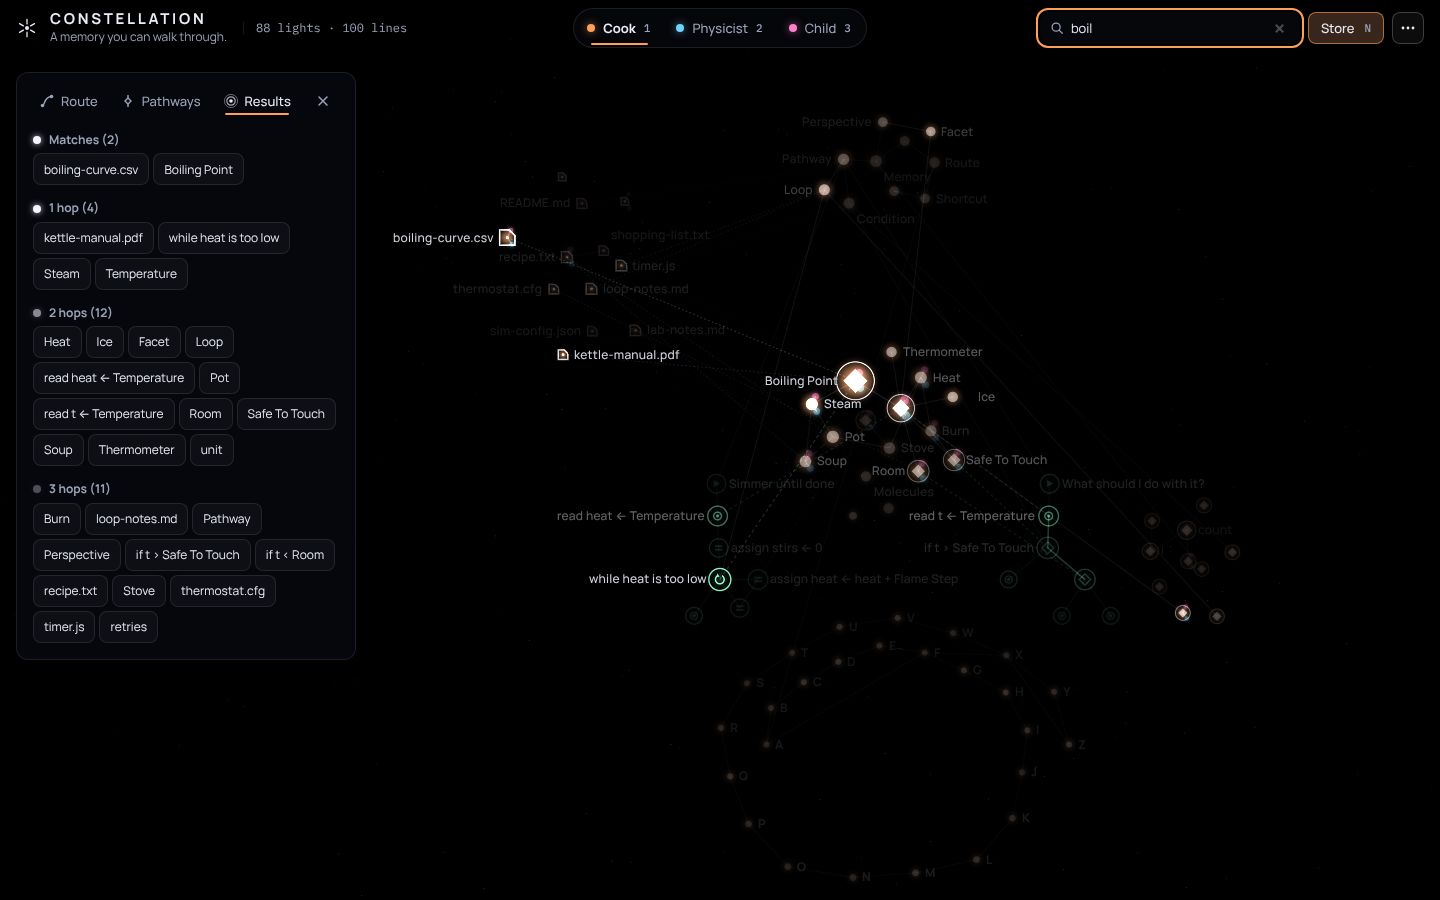 CONSTELLATION
A memory you can walk through.
88 lights · 100 lines
Cook 1
Physicist 2
Child 3
boil
Store N
Route
Pathways
Results
Matches (2)
boiling-curve.csv
Boiling Point
1 hop (4)
kettle-manual.pdf
while heat is too low
Steam
Temperature
2 hops (12)
Heat
Ice
Facet
Loop
read heat ← Temperature
Pot
read t ← Temperature
Room
Safe To Touch
Soup
Thermometer
unit
3 hops (11)
Burn
loop-notes.md
Pathway
Perspective
if t > Safe To Touch
if t < Room
recipe.txt
Stove
thermostat.cfg
timer.js
retries
Perspective
Facet
Pathway
Route
Memory
Loop
Shortcut
Condition
README.md
shopping-list.txt
boiling-curve.csv
recipe.txt
timer.js
thermostat.cfg
loop-notes.md
sim-config.json
lab-notes.md
kettle-manual.pdf
Thermometer
Boiling Point
Heat
Ice
Steam
Burn
Pot
Stove
Soup
Room
Safe To Touch
Molecules
Simmer until done
What should I do with it?
read heat ← Temperature
read t ← Temperature
count
assign stirs ← 0
if t > Safe To Touch
while heat is too low
assign heat ← heat + Flame Step
U
V
W
T
E
F
X
D
G
S
C
H
Y
B
R
I
A
Z
Q
J
P
K
O
N
M
L